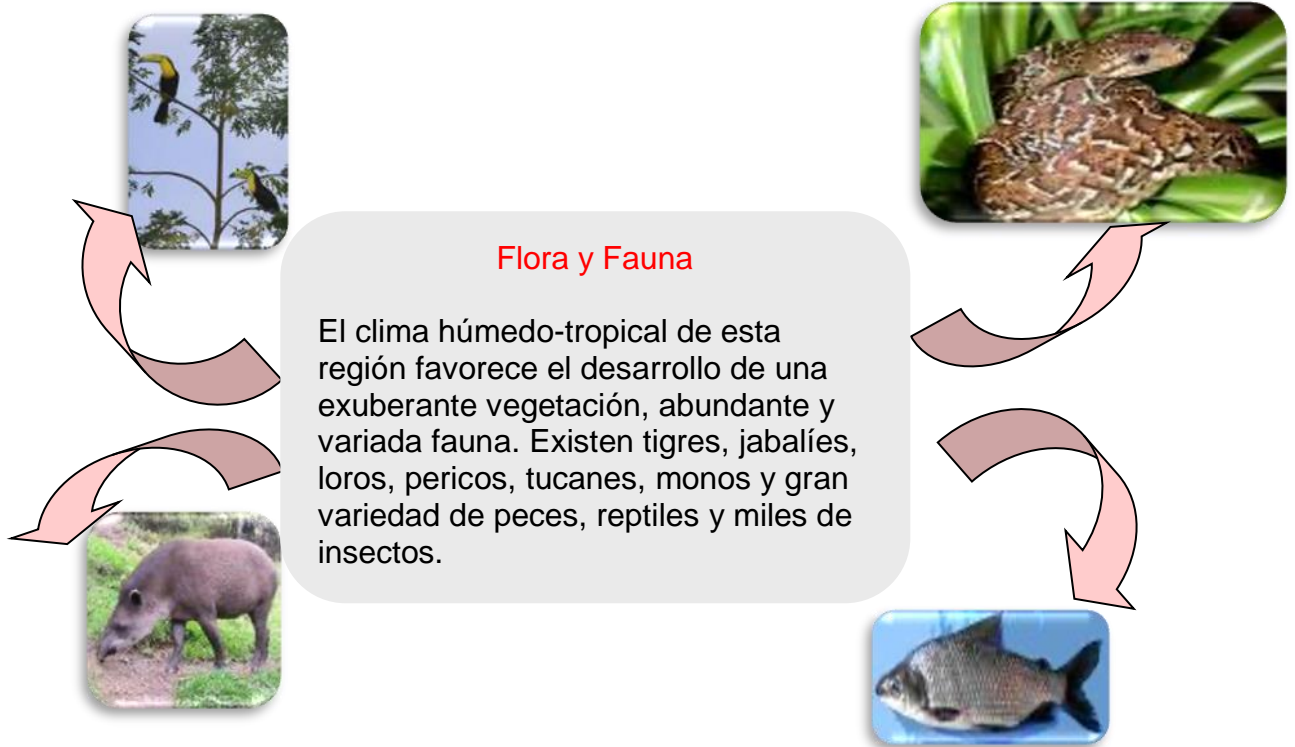 Flora y Fauna
El clima húmedo-tropical de esta
región favorece el desarrollo de una
exuberante vegetación, abundante y
variada fauna. Existen tigres, jabalíes,
loros, pericos, tucanes, monos y gran
variedad de peces, reptiles y miles de
insectos.